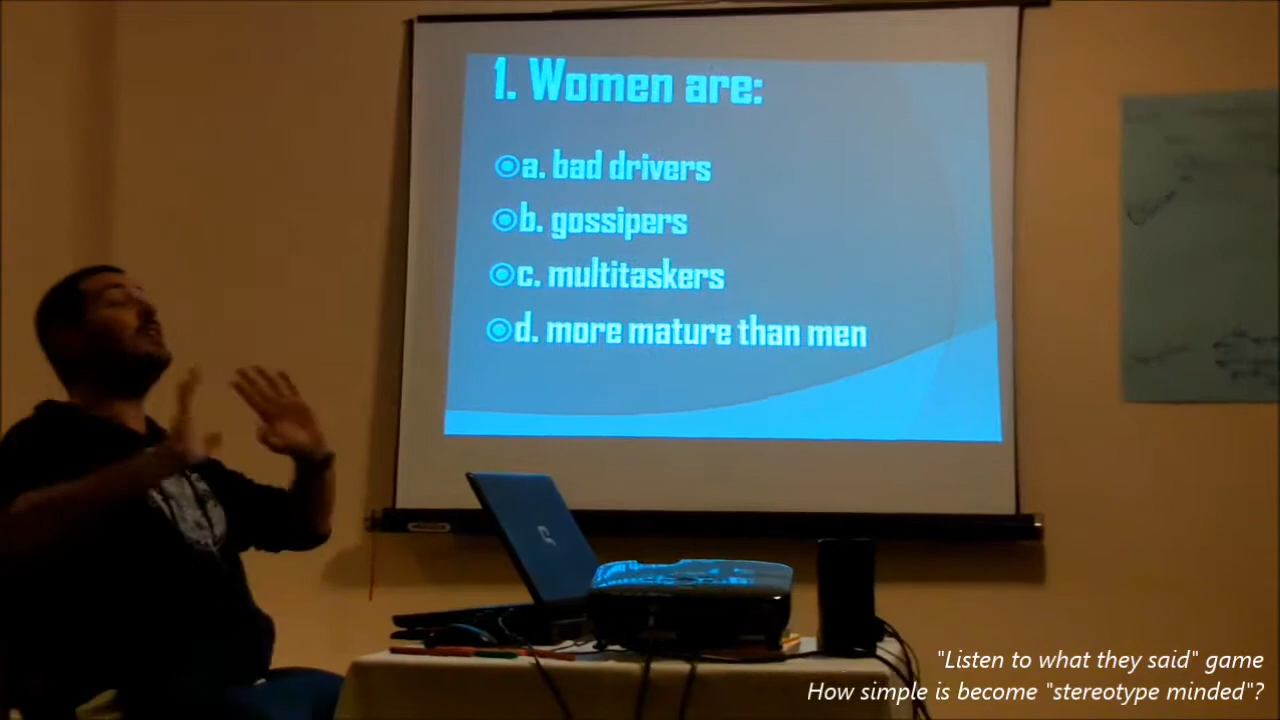 1. Women are:
a. bad drivers
b. gossipers
c. multitaskers
d. more mature than men
"Listen to what they said" game
How simple is become "stereotype minded"?